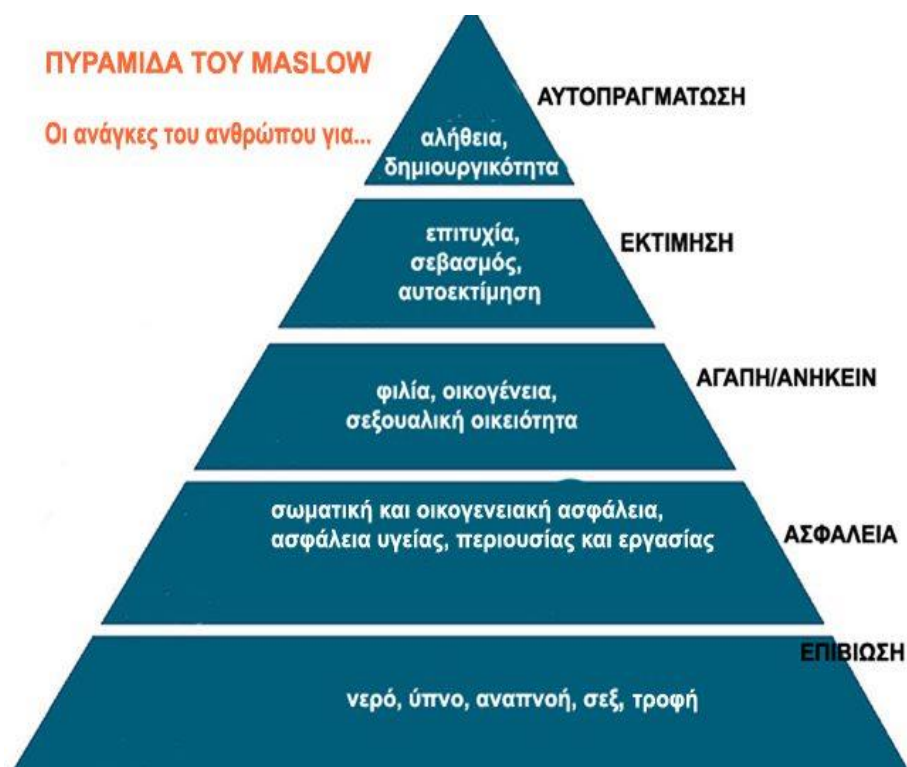 ΠΥΡΑΜΙΔΑ ΤΟΥ MASLOW
Οι ανάγκες του ανθρώπου για...
ΑΥΤΟΠΡΑΓΜΑΤΩΣΗ
αλήθεια,
δημιουργικότητα
ΕΚΤΙΜΗΣΗ
επιτυχία,
σεβασμός,
αυτοεκτίμηση
ΑΓΑΠΗ/ΑΝΗΚΕΙΝ
φιλία, οικογένεια,
σεξουαλική οικειότητα
σωματική και οικογενειακή ασφάλεια,
ασφάλεια υγείας, περιουσίας και εργασίας
ΑΣΦΑΛΕΙΑ
ΕΠΙΒΙΩΣΗ
νερό, ύπνο, αναπνοή, σεξ, τροφή